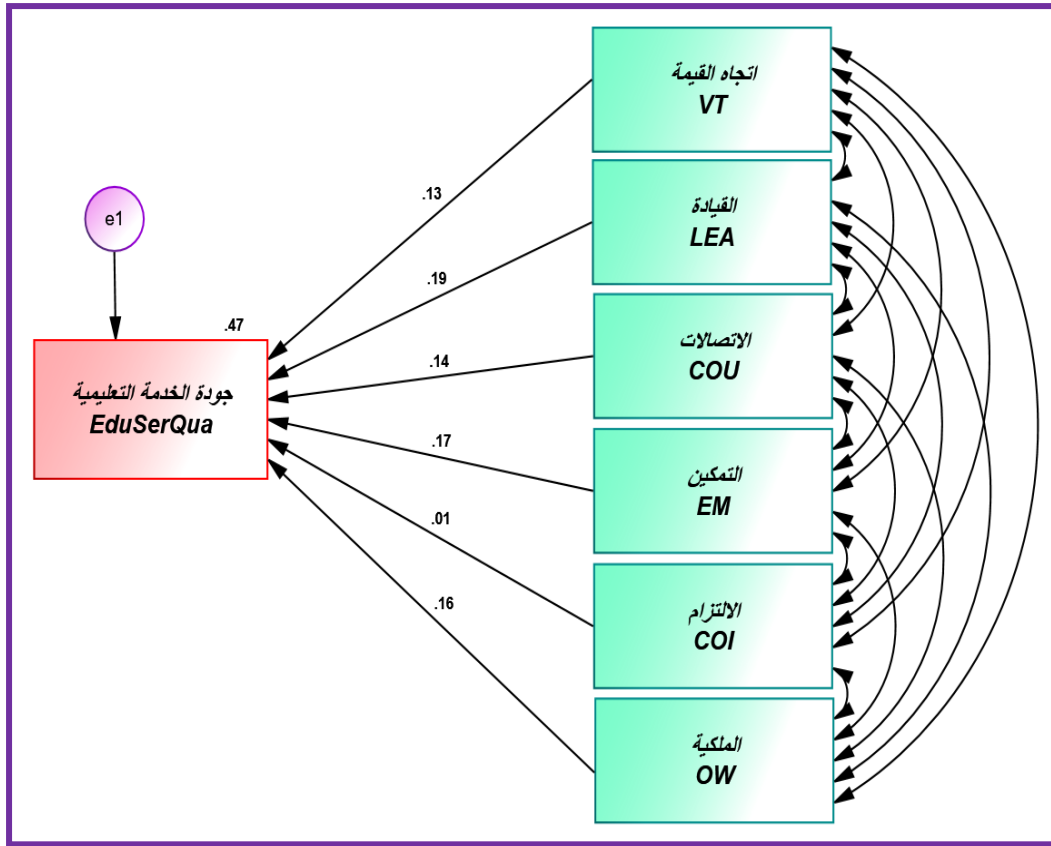 اتجاه القيمة
VT
القيادة
LEA
الاتصالات
COU
التمكين
EM
الالتزام
COI
الملكية
OW
.13
.19
.14
.17
.01
.16
e1
.47
جودة الخدمة التعليمية
EduSerQua